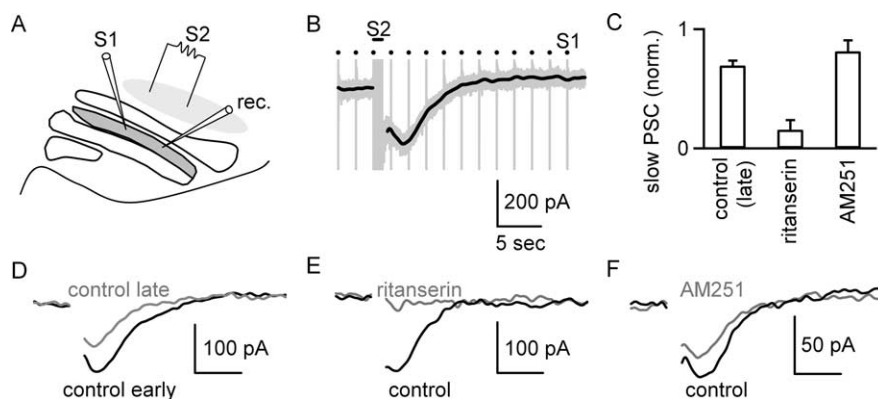 A
S1
S2
rec.
B
S2
S1
200 pA
5 sec
C
slow PSC (norm.)
1
0
control
(late)
ritanserin
AM251
D
control late
100 pA
control early
E
ritanserin
100 pA
control
F
AM251
50 pA
control